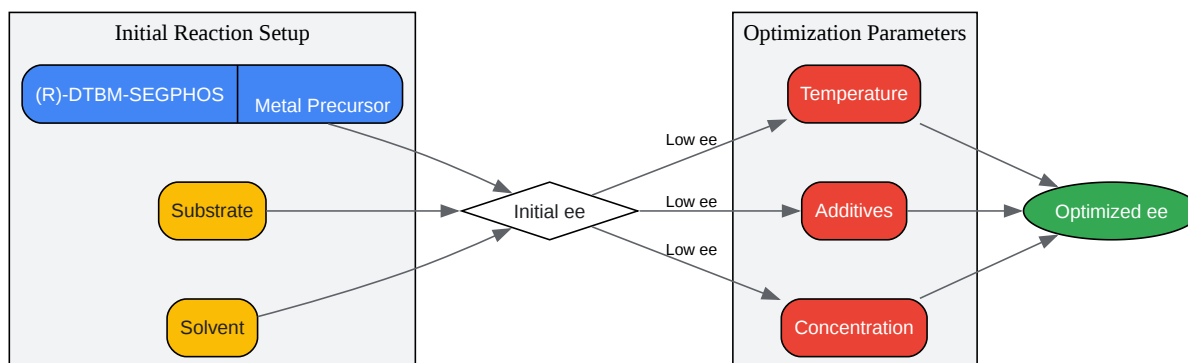 Initial Reaction Setup
(R)-DTBM-SEGPHOS
Metal Precursor
Substrate
Solvent
Initial ee
Low ee
Low ee
Low ee
Optimization Parameters
Temperature
Additives
Concentration
Optimized ee